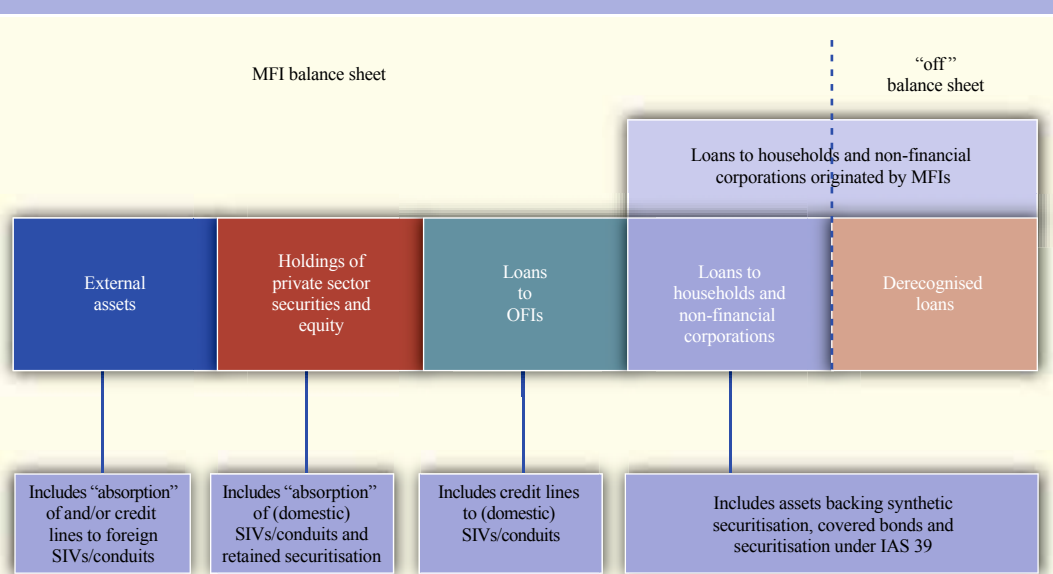 MFI balance sheet
“off”
balance sheet
Loans to households and non-financial
corporations originated by MFIs
External
assets
Holdings of
private sector
securities and
equity
Loans
to
OFIs
Loans to
households and
non-financial
corporations
Derecognised
loans
Includes “absorption”
of and/or credit
lines to foreign
SIVs/conduits
Includes “absorption”
of (domestic)
SIVs/conduits and
retained securitisation
Includes credit lines
to (domestic)
SIVs/conduits
Includes assets backing synthetic
securitisation, covered bonds and
securitisation under IAS 39